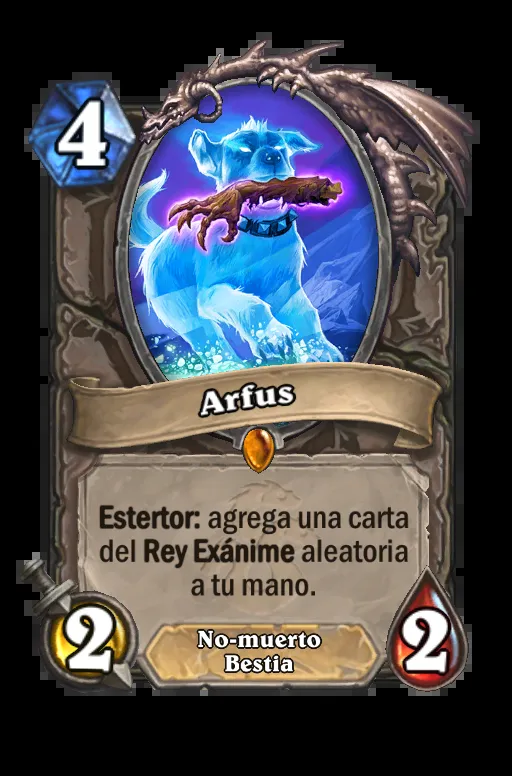 4
Arfus
Estertor: agrega una carta
del Rey Exánime aleatoria
a tu mano.
2
No-muerto
Bestia
2